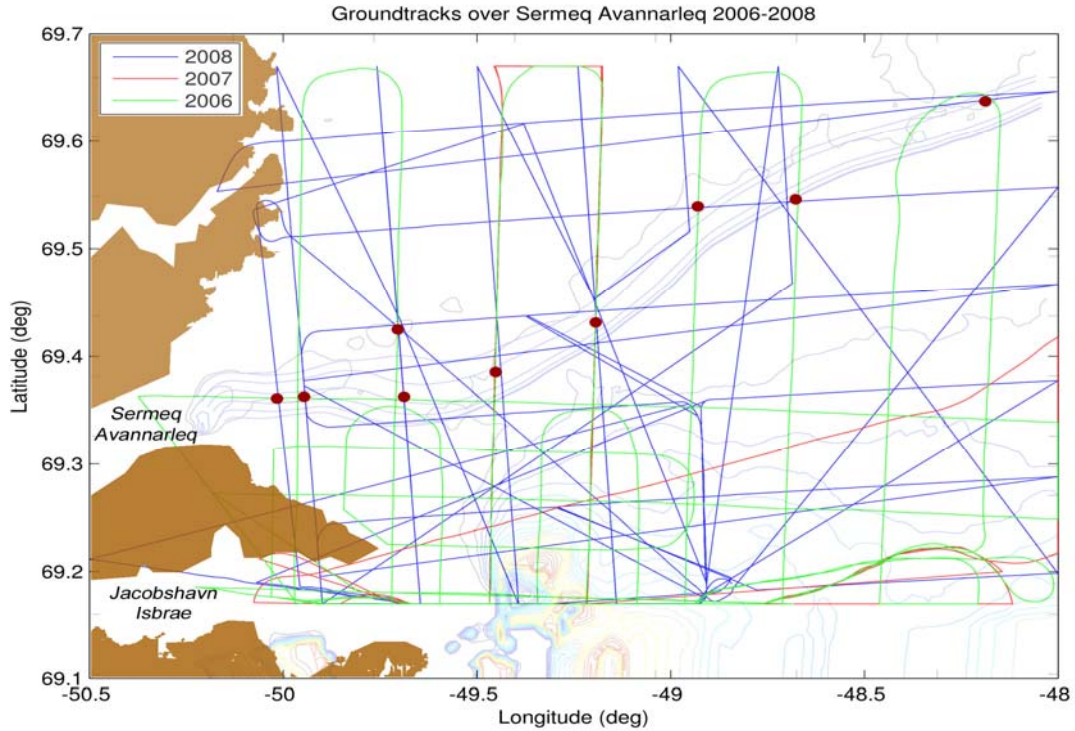 Groundtracks over Sermeq Avannarleq 2006-2008
69.7
2008
2007
2006
69.6
69.5
69.4
Latitude (deg)
Sermeq
Avannarleq
69.3
69.2
Jacobshavn
Isbrae
69.1
-50.5
-50
-49.5
-49
-48.5
-48
Longitude (deg)